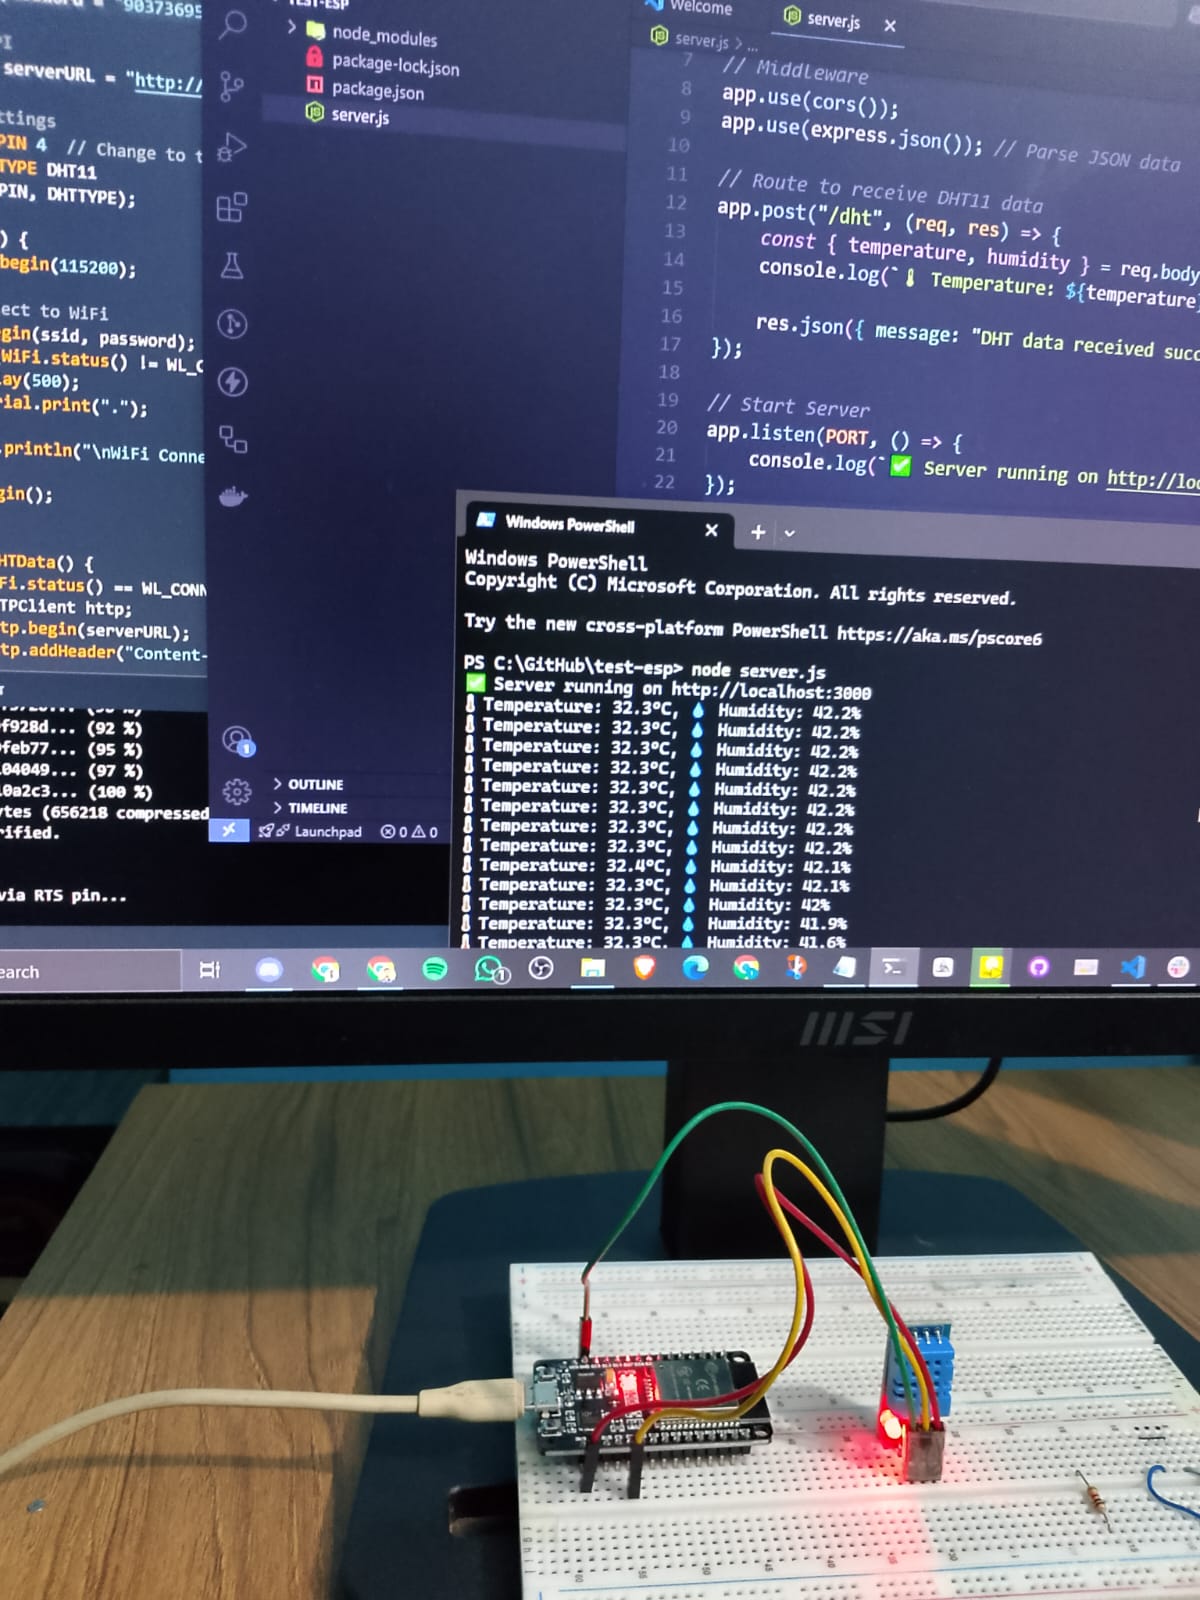 "90373695
PI
serverURL = "http://
ttings
PIN 4 // Change to t
TYPE DHT11
PIN, DHTTYPE);
) {
begin(115200);
ect to WiFi
gin(ssid, password);
WiFi.status() != WL_C
ay(500);
ial.print(".");
.println("\nWiFi Conne
gin();
HTData() {
Fi.status() == WL_CONN
TPClient http;
tp.begin(serverURL);
tp.addHeader("Content-
f928d... (92 %)
feb77... (95 %)
04049... (97 %)
0a2c3... (100 %)
ytes (656218 compressed
rified.
via RTS pin...
TEST-ESP
node_modules
package-lock.json
package.json
server.js
1
OUTLINE
TIMELINE
Launchpad 0 0
Welcome
server.js
server.js > ...
7 // Middleware
8 app.use(cors());
9 app.use(express.json()); // Parse JSON data
10
11 // Route to receive DHT11 data
12 app.post("/dht", (req, res) => {
13 const { temperature, humidity } = req.body
14 console.log(`🌡 Temperature: ${temperature}
15
16 res.json({ message: "DHT data received succ
17 });
18
19 // Start Server
20 app.listen(PORT, () => {
21 console.log(`✅ Server running on http://loc
22 });
Windows PowerShell
Windows PowerShell
Copyright (C) Microsoft Corporation. All rights reserved.
Try the new cross-platform PowerShell https://aka.ms/pscore6
PS C:\GitHub\test-esp> node server.js
✅ Server running on http://localhost:3000
🌡 Temperature: 32.3°C, 💧 Humidity: 42.2%
🌡 Temperature: 32.3°C, 💧 Humidity: 42.2%
🌡 Temperature: 32.3°C, 💧 Humidity: 42.2%
🌡 Temperature: 32.3°C, 💧 Humidity: 42.2%
🌡 Temperature: 32.3°C, 💧 Humidity: 42.2%
🌡 Temperature: 32.3°C, 💧 Humidity: 42.2%
🌡 Temperature: 32.3°C, 💧 Humidity: 42.2%
🌡 Temperature: 32.3°C, 💧 Humidity: 42.2%
🌡 Temperature: 32.4°C, 💧 Humidity: 42.1%
🌡 Temperature: 32.3°C, 💧 Humidity: 42.1%
🌡 Temperature: 32.3°C, 💧 Humidity: 42%
🌡 Temperature: 32.3°C, 💧 Humidity: 41.9%
🌡 Temperature: 32.3°C, 💧 Humidity: 41.6%
earch
1
msi